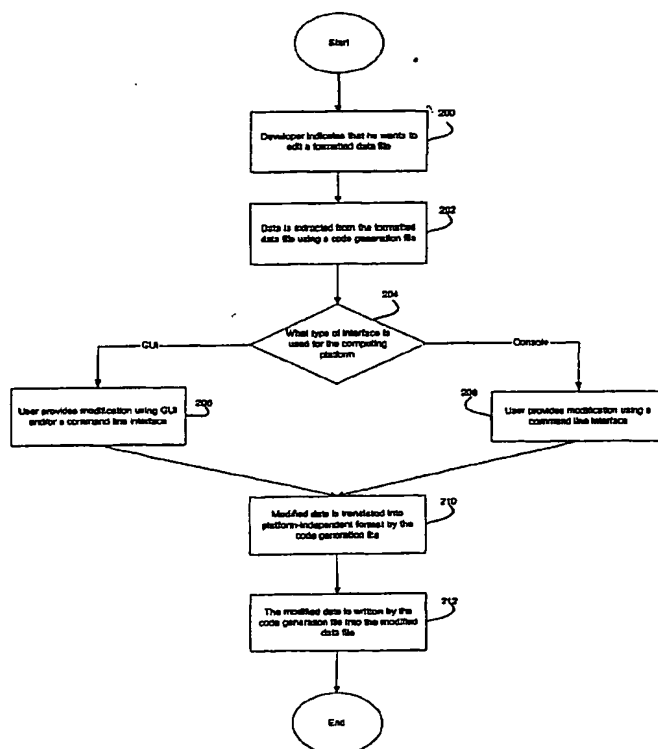 Start
200
Developer indicates that he wants to
edit a formatted data file
202
Data is extracted from the formatted
data file using a code generation file
204
What type of interface is
used for the computing
platform
GUI
Console
User provides modification using GUI
and/or a command line interface
User provides modification using a
command line interface
210
Modified data is translated into
platform-independent format by the
code generation file
212
The modified data is written by the
code generation file into the modified
data file
End